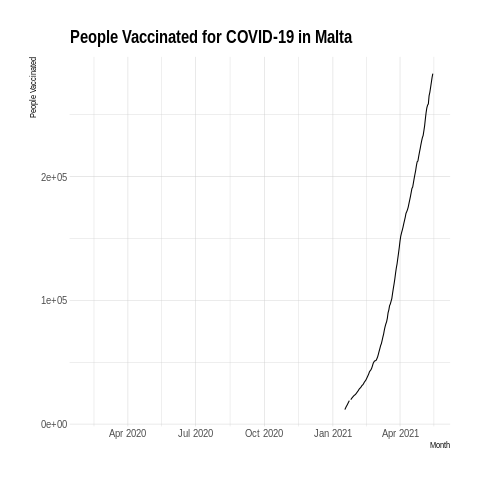 People Vaccinated for COVID-19 in Malta
People Vaccinated
2e+05
1e+05
0e+00
Apr 2020 Jul 2020 Oct 2020 Jan 2021 Apr 2021
Month